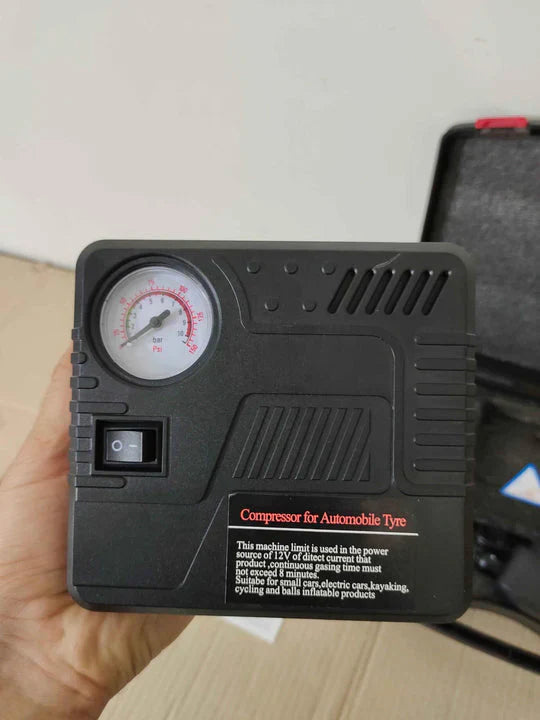 bar
Psi
O –
Compressor for Automobile Tyre
This machine limit is used in the power
source of 12V of direct current that
product ,continuous gasing time must
not exceed 8 minutes.
Suitabe for small cars,electric cars,kayaking,
cycling and balls inflatable products